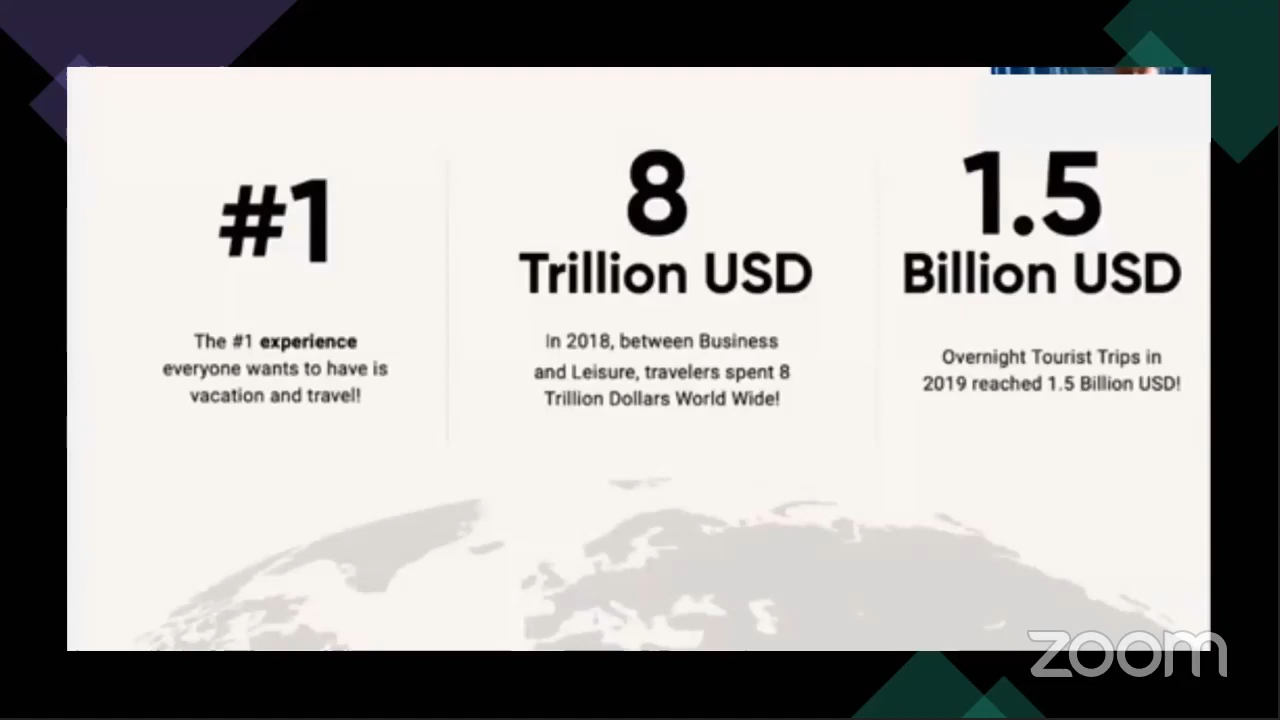 #1
The #1 experience
everyone wants to have is
vacation and travel!
8
Trillion USD
In 2018, between Business
and Leisure, travelers spent 8
Trillion Dollars World Wide!
1.5
Billion USD
Overnight Tourist Trips in
2019 reached 1.5 Billion USD!
zoom